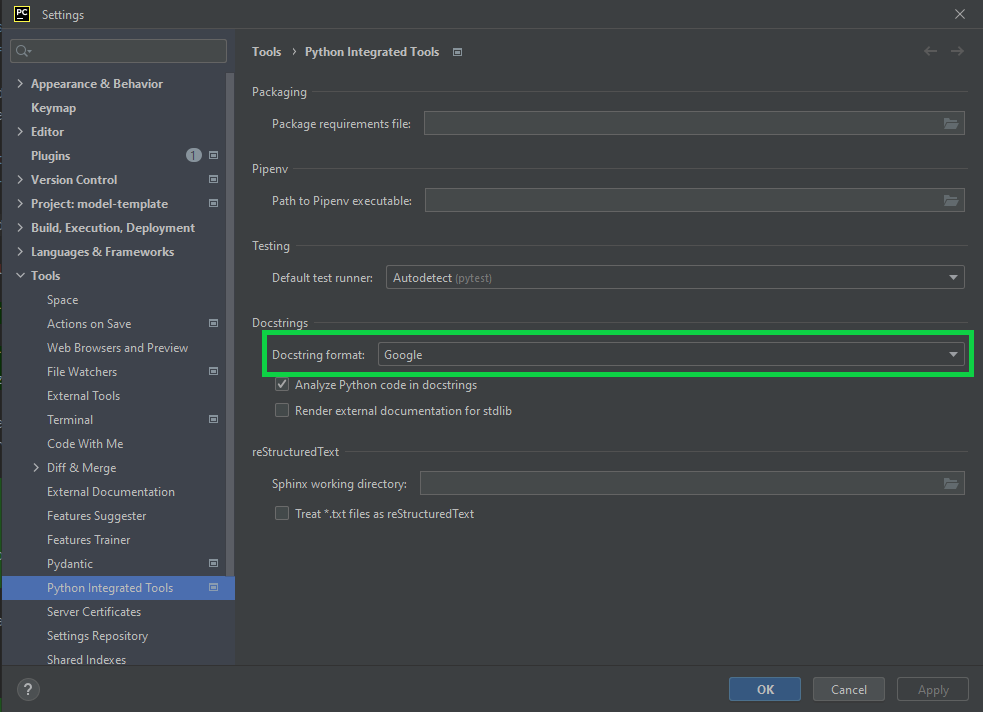 PC
Settings
Appearance & Behavior
Keymap
Editor
Plugins 1
Version Control
Project: model-template
Build, Execution, Deployment
Languages & Frameworks
Tools
Space
Actions on Save
Web Browsers and Preview
File Watchers
External Tools
Terminal
Code With Me
Diff & Merge
External Documentation
Features Suggester
Features Trainer
Pydantic
Python Integrated Tools
Server Certificates
Settings Repository
Shared Indexes
Tools › Python Integrated Tools
Packaging
Package requirements file:
Pipenv
Path to Pipenv executable:
Testing
Default test runner: Autodetect (pytest)
Docstrings
Docstring format: Google
Analyze Python code in docstrings
Render external documentation for stdlib
reStructuredText
Sphinx working directory:
Treat *.txt files as reStructuredText
?
OK Cancel Apply